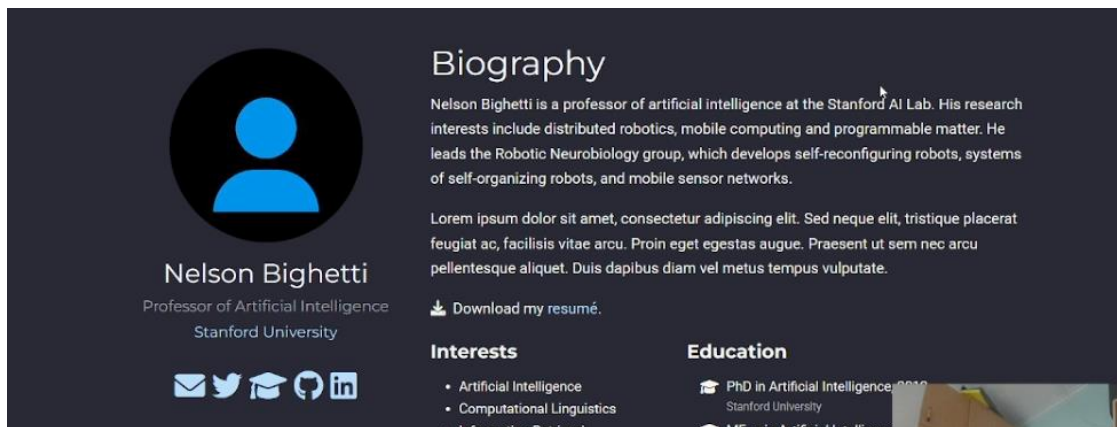 Biography
Nelson Bighetti is a professor of artificial intelligence at the Stanford AI Lab. His research
interests include distributed robotics, mobile computing and programmable matter. He
leads the Robotic Neurobiology group, which develops self-reconfiguring robots, systems
of self-organizing robots, and mobile sensor networks.
Lorem ipsum dolor sit amet, consectetur adipiscing elit. Sed neque elit, tristique placerat
feugiat ac, facilisis vitae arcu. Proin eget egestas augue. Praesent ut sem nec arcu
pellentesque aliquet. Duis dapibus diam vel metus tempus vulputate.
Download my resumé.
Nelson Bighetti
Professor of Artificial Intelligence
Stanford University
Interests
• Artificial Intelligence
• Computational Linguistics
Education
PhD in Artificial Intelligence,
Stanford University